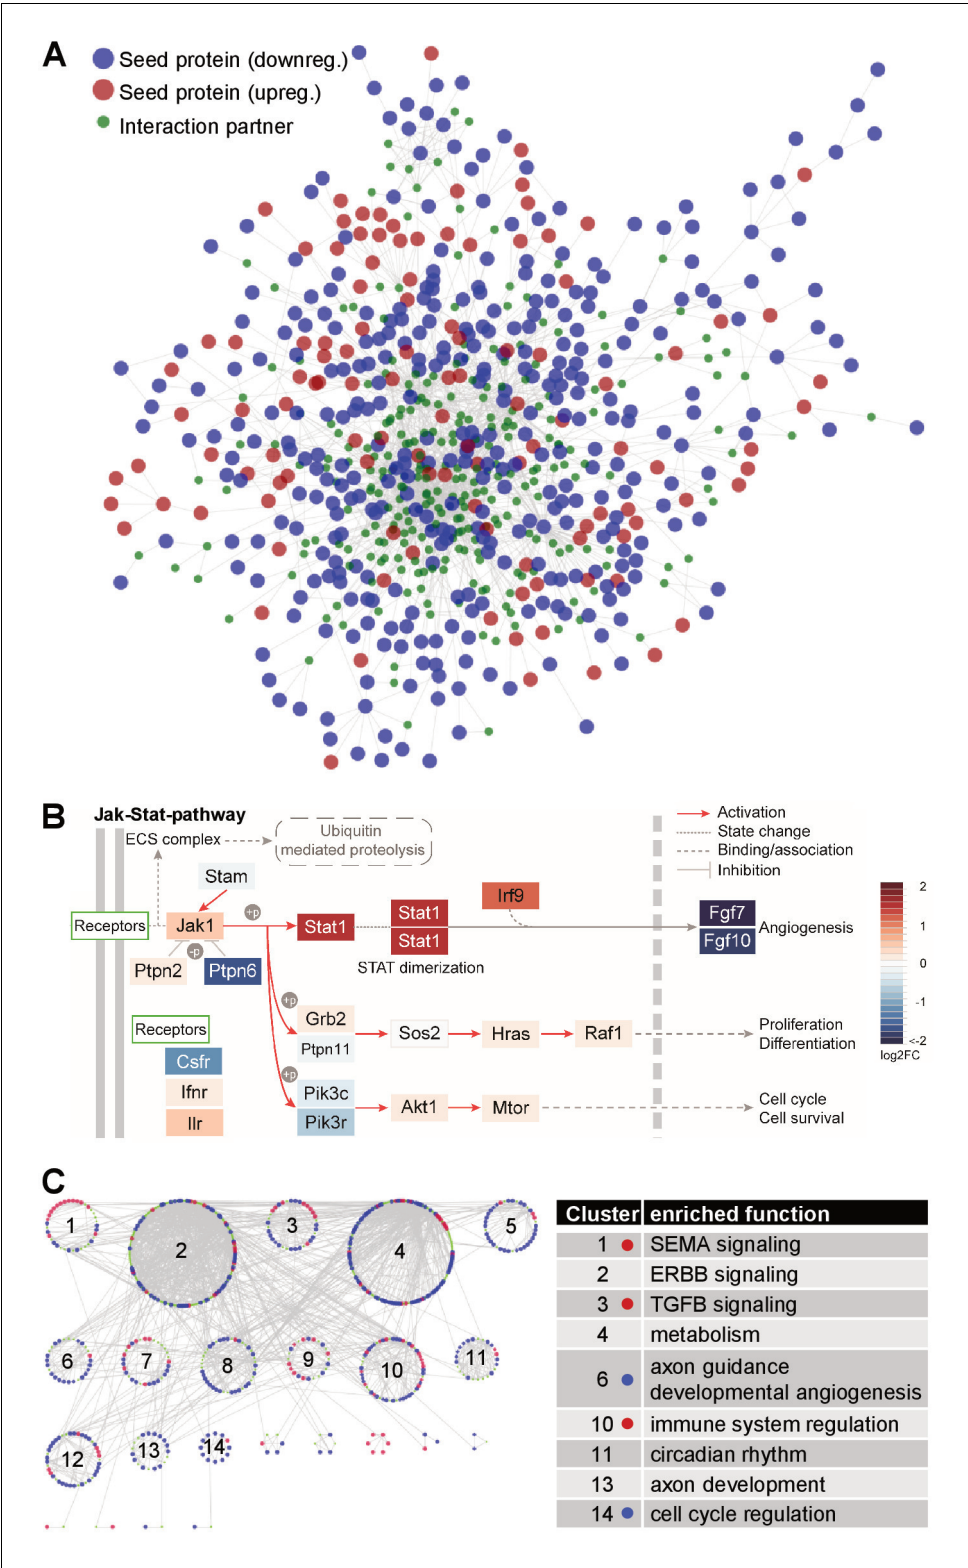 A
Seed protein (downreg.)
Seed protein (upreg.)
Interaction partner
B
Jak-Stat-pathway
ECS complex
Ubiquitin
mediated proteolysis
Activation
State change
Binding/association
Inhibition
Stam
Receptors
Jak1
+p
Stat1
Stat1
Stat1
STAT dimerization
Irf9
Fgf7
Fgf10
Angiogenesis
-p
Ptpn2
Ptpn6
2
1
0
-1
<-2
log2FC
Receptors
Csfr
Ifnr
Ilr
+p
Grb2
Ptpn11
Sos2
Hras
Raf1
Proliferation
Differentiation
+p
Pik3c
Pik3r
Akt1
Mtor
Cell cycle
Cell survival
C
1
2
3
4
5
6
7
8
9
10
11
12
13
14
Cluster enriched function
1 SEMA signaling
2 ERBB signaling
3 TGFB signaling
4 metabolism
6 axon guidance
developmental angiogenesis
10 immune system regulation
11 circadian rhythm
13 axon development
14 cell cycle regulation